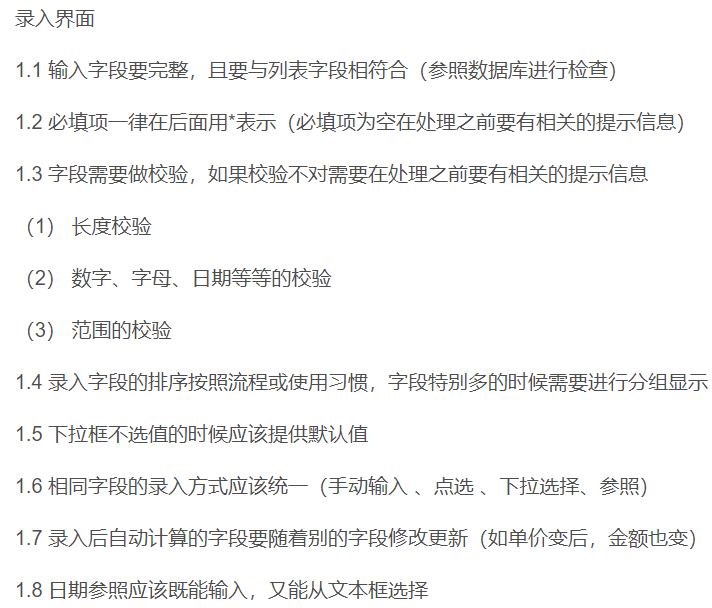 录入界面
1.1 输入字段要完整，且要与列表字段相符合（参照数据库进行检查）
1.2 必填项一律在后面用*表示（必填项为空在处理之前要有相关的提示信息）
1.3 字段需要做校验，如果校验不对需要在处理之前要有相关的提示信息
（1） 长度校验
（2） 数字、字母、日期等等的校验
（3） 范围的校验
1.4 录入字段的排序按照流程或使用习惯，字段特别多的时候需要进行分组显示
1.5 下拉框不选值的时候应该提供默认值
1.6 相同字段的录入方式应该统一（手动输入 、点选 、下拉选择、参照）
1.7 录入后自动计算的字段要随着别的字段修改更新（如单价变后，金额也变）
1.8 日期参照应该既能输入，又能从文本框选择